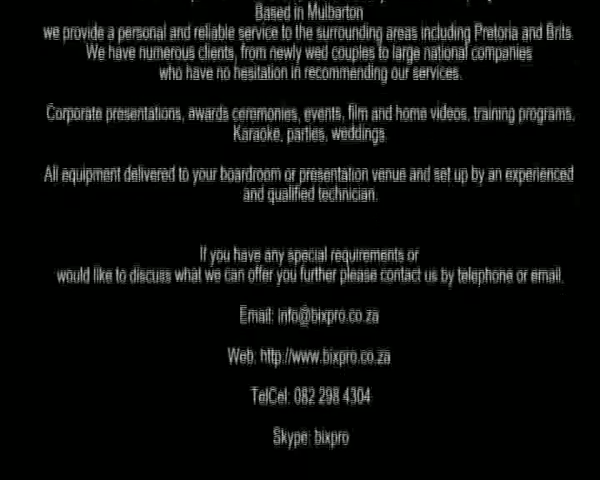 Based in Mulbarton
we provide a personal and reliable service to the surrounding areas including Pretoria and Brits.
We have numerous clients, from newly wed couples to large national companies
who have no hesitation in recommending our services.
Corporate presentations, awards ceremonies, events, film and home videos, training programs,
Karaoke, parties, weddings.
All equipment delivered to your boardroom or presentation venue and set up by an experienced
and qualified technician.
If you have any special requirements or
would like to discuss what we can offer you further please contact us by telephone or email.
Email: info@bixpro.co.za
Web: http://www.bixpro.co.za
TelCel: 082 298 4304
Skype: bixpro